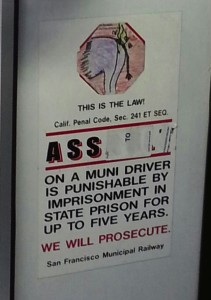 THIS IS THE LAW!
Calif. Penal Code, Sec. 241 ET SEQ.
ASS
TO
ON A MUNI DRIVER
IS PUNISHABLE BY
IMPRISONMENT IN
STATE PRISON FOR
UP TO FIVE YEARS.
WE WILL PROSECUTE.
San Francisco Municipal Railway